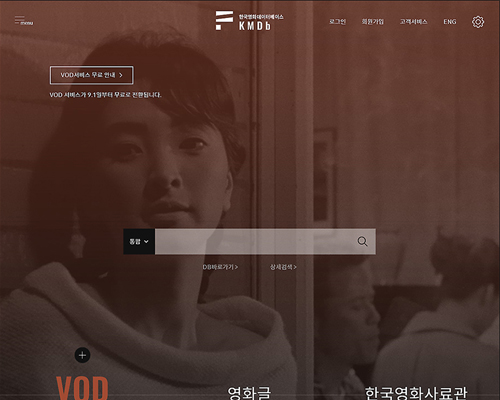 menu
한국영화데이터베이스
KMDb
로그인 회원가입 고객서비스 ENG
VOD서비스 무료 안내 >
VOD 서비스가 9.1일부터 무료로 전환됩니다.
통합
DB바로가기 > 상세검색 >
VOD 영화글 한국영화사료관